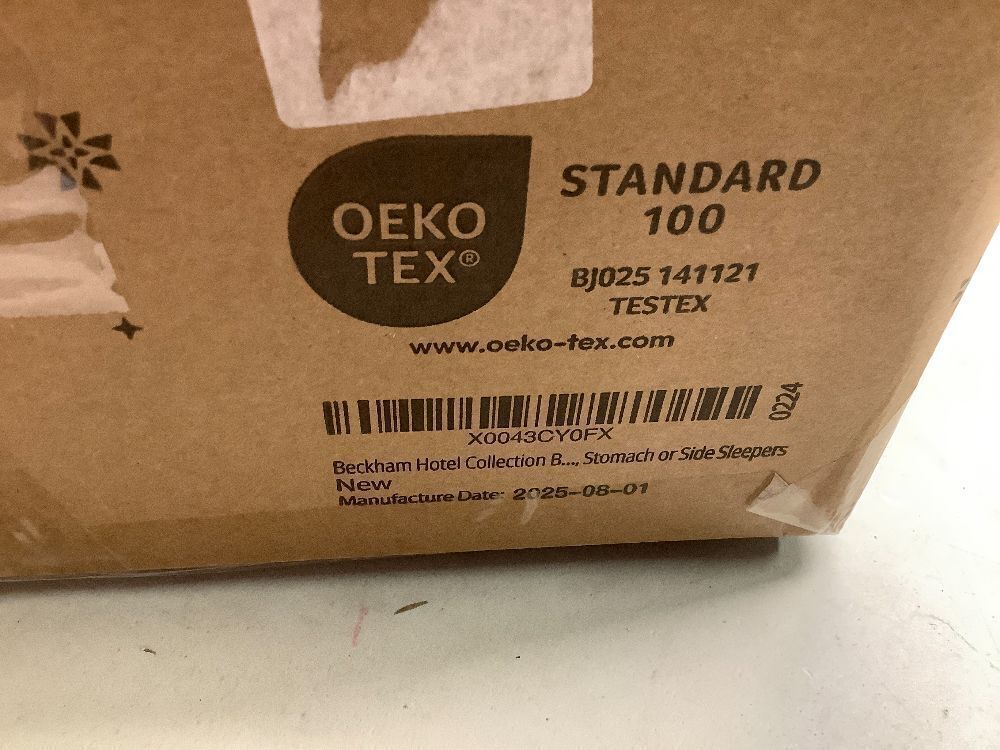 OEKO
TEX®
STANDARD
100
BJ025 141121
TESTEX
www.oeko-tex.com
0224
X0043CY0FX
Beckham Hotel Collection B..., Stomach or Side Sleepers
New
Manufacture Date: 2025-08-01